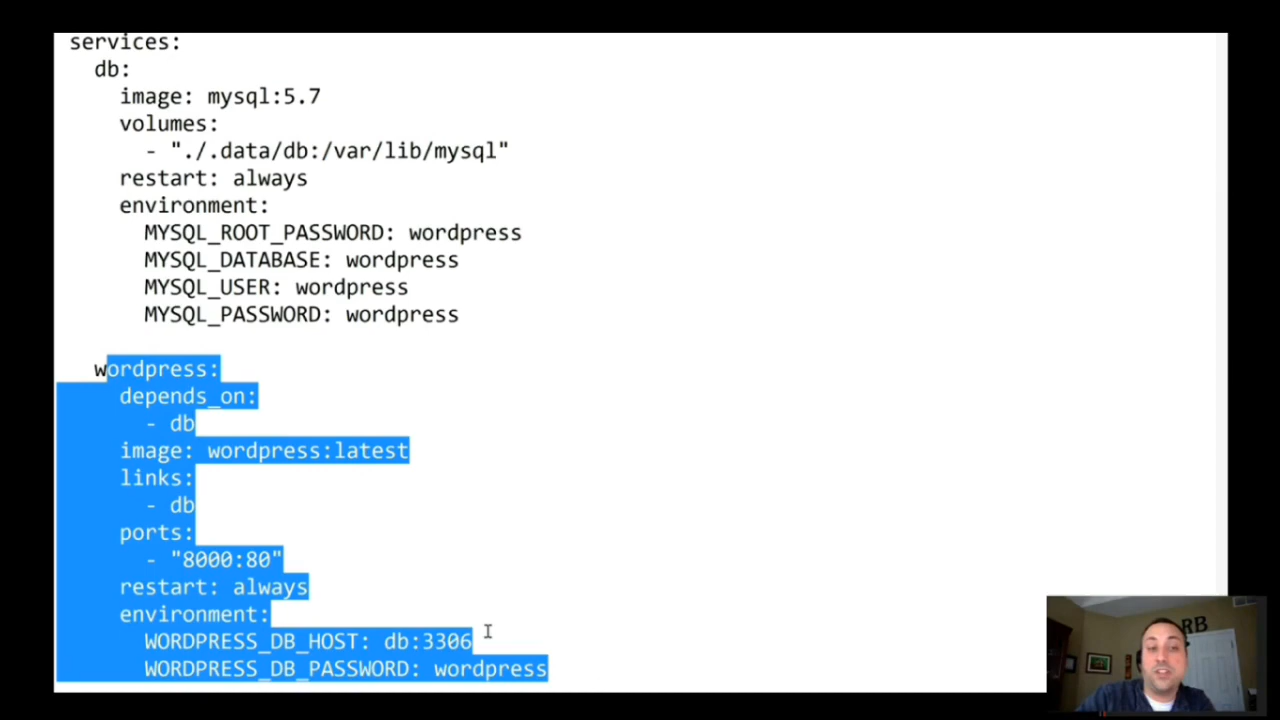 services:
db:
image: mysql:5.7
volumes:
- "./.data/db:/var/lib/mysql"
restart: always
environment:
MYSQL_ROOT_PASSWORD: wordpress
MYSQL_DATABASE: wordpress
MYSQL_USER: wordpress
MYSQL_PASSWORD: wordpress
wordpress:
depends_on:
- db
image: wordpress:latest
links:
- db
ports:
- "8000:80"
restart: always
environment:
WORDPRESS_DB_HOST: db:3306
WORDPRESS_DB_PASSWORD: wordpress
RB